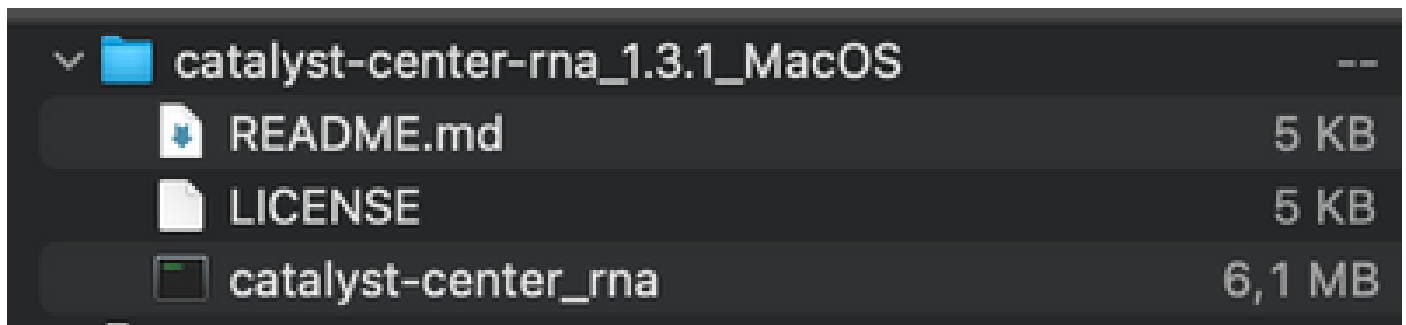 catalyst-center-rna_1.3.1_MacOS --
README.md 5 KB
LICENSE 5 KB
catalyst-center_rna 6,1 MB